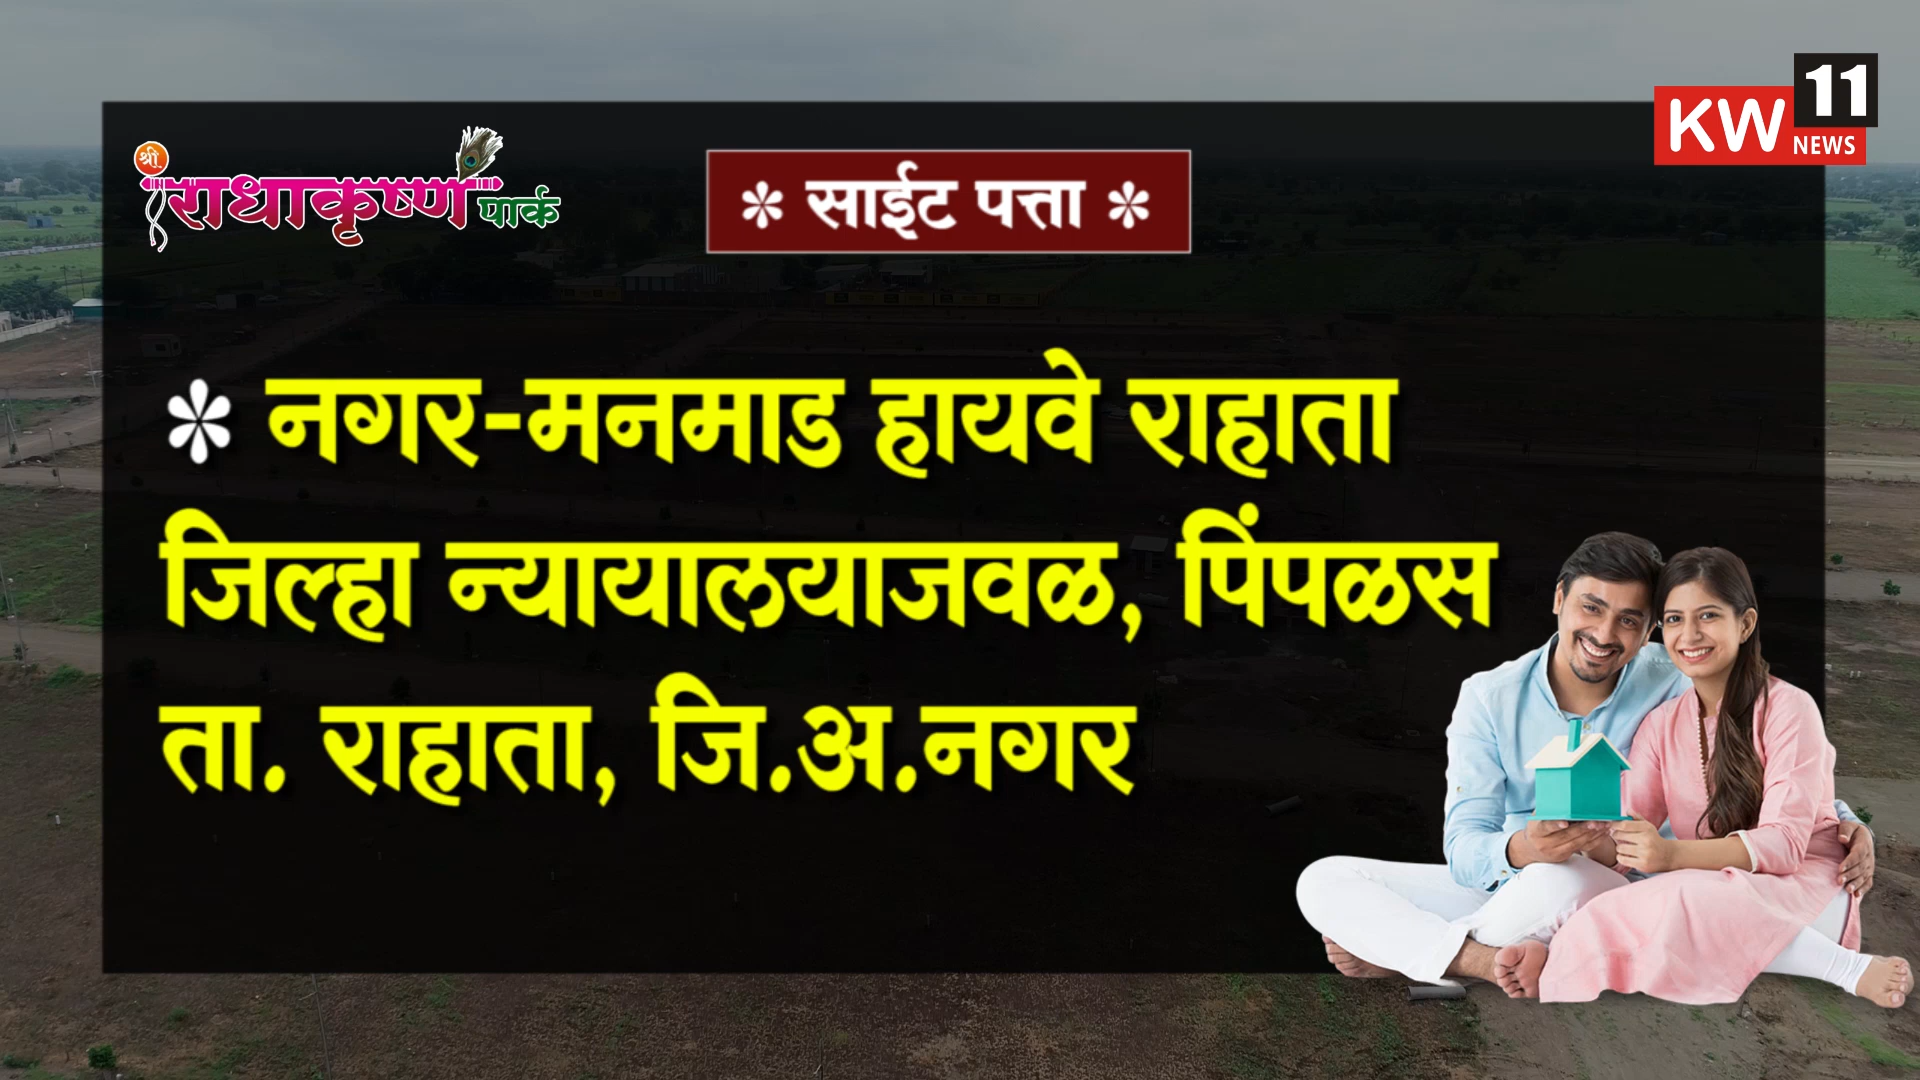 KW 11
NEWS
श्री
राधाकृष्ण पार्क
* साईट पत्ता *
* नगर-मनमाड हायवे राहाता
जिल्हा न्यायालयाजवळ, पिंपळस
ता. राहाता, जि.अ.नगर